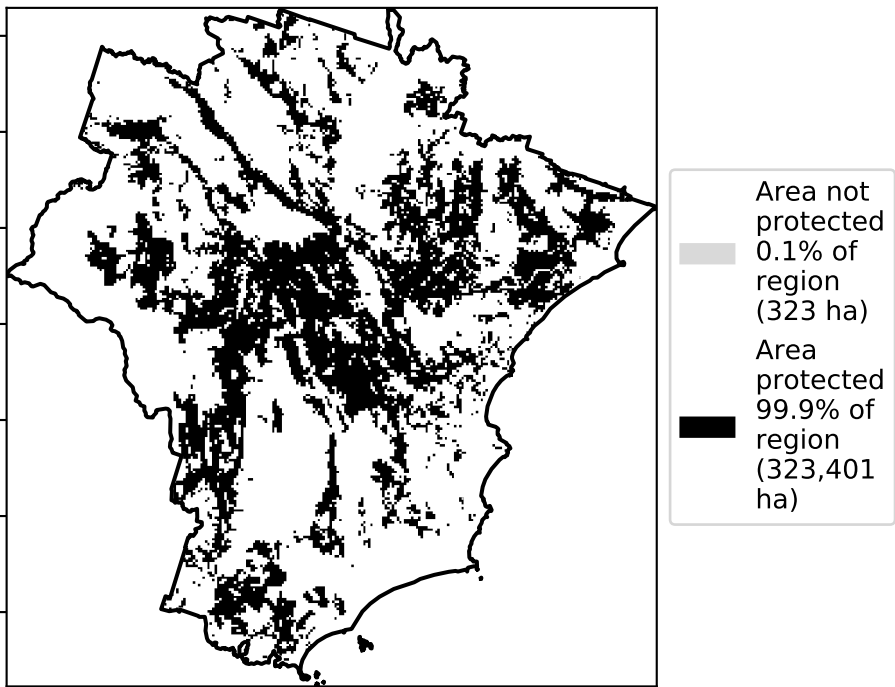 Area not
protected
0.1% of
region
(323 ha)
Area
protected
99.9% of
region
(323,401
ha)